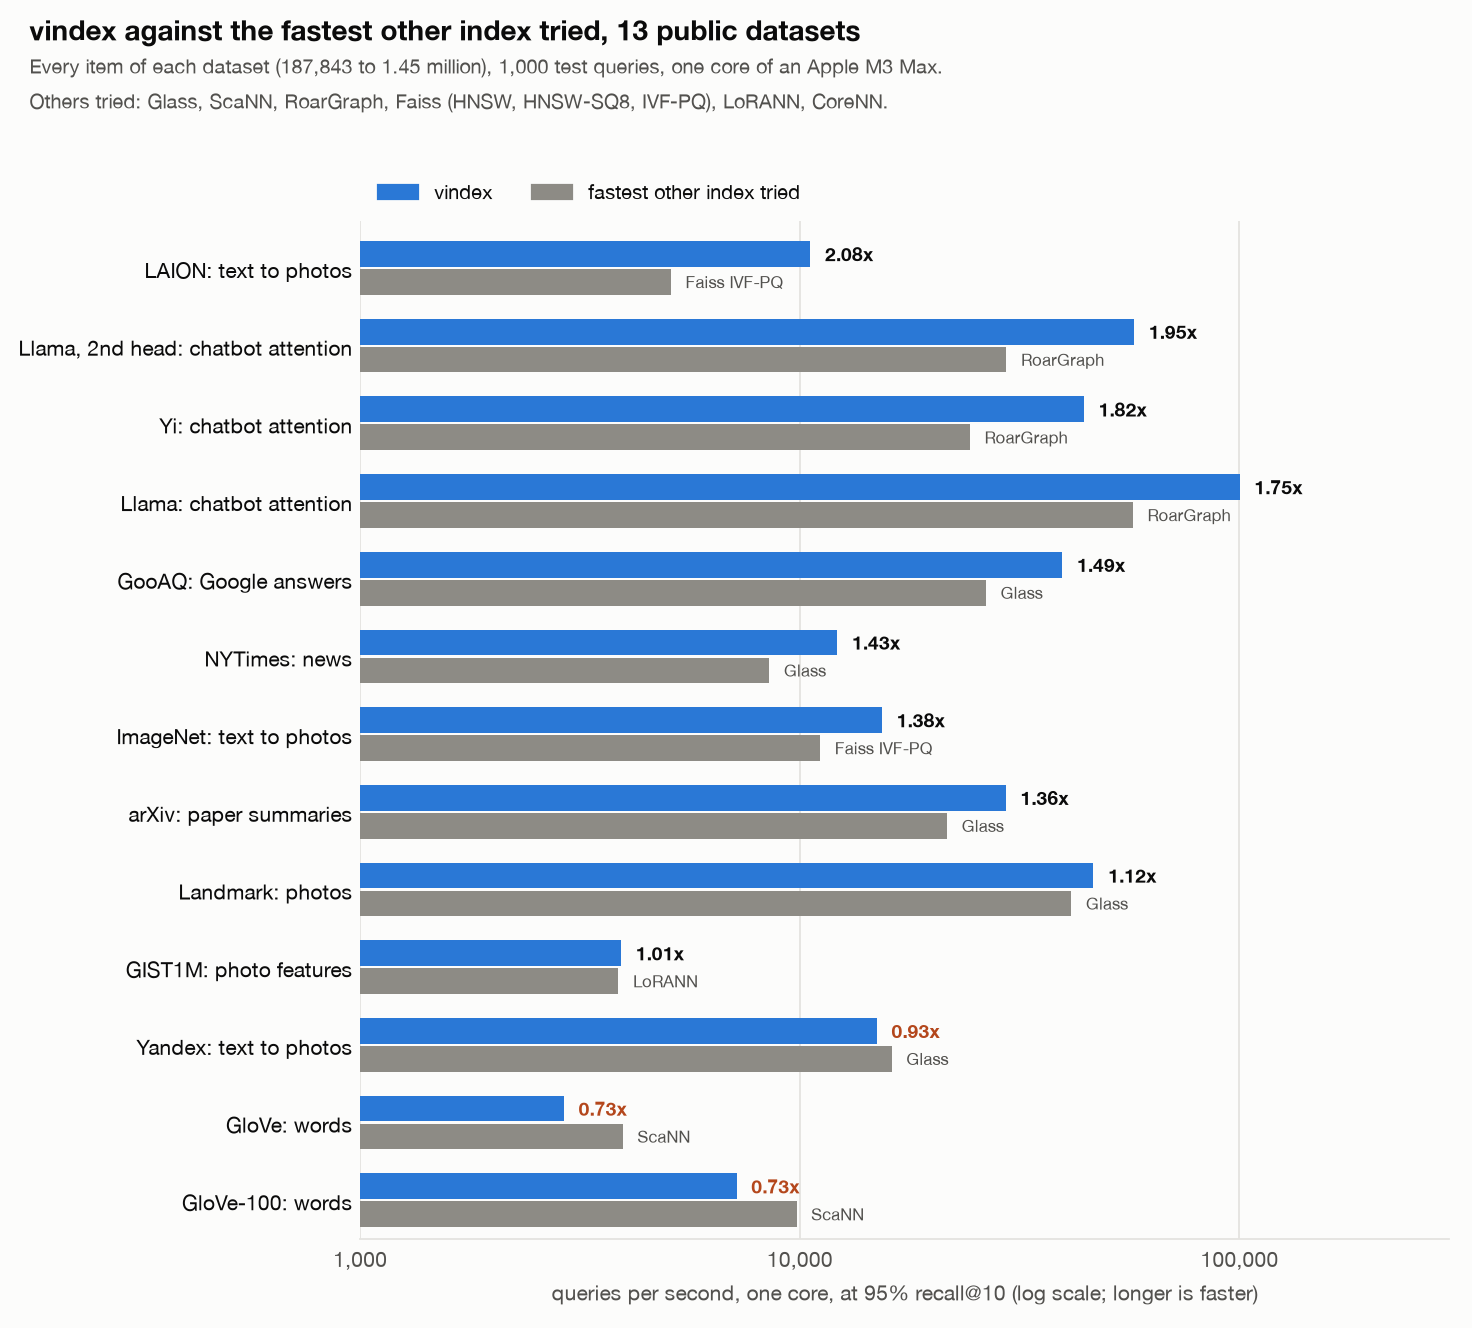 vindex against the fastest other index tried, 13 public datasets
Every item of each dataset (187,843 to 1.45 million), 1,000 test queries, one core of an Apple M3 Max.
Others tried: Glass, ScaNN, RoarGraph, Faiss (HNSW, HNSW-SQ8, IVF-PQ), LoRANN, CoreNN.
vindex
fastest other index tried
LAION: text to photos
2.08x
Faiss IVF-PQ
Llama, 2nd head: chatbot attention
1.95x
RoarGraph
Yi: chatbot attention
1.82x
RoarGraph
Llama: chatbot attention
1.75x
RoarGraph
GooAQ: Google answers
1.49x
Glass
NYTimes: news
1.43x
Glass
ImageNet: text to photos
1.38x
Faiss IVF-PQ
arXiv: paper summaries
1.36x
Glass
Landmark: photos
1.12x
Glass
GIST1M: photo features
1.01x
LoRANN
Yandex: text to photos
0.93x
Glass
GloVe: words
0.73x
ScaNN
GloVe-100: words
0.73x
ScaNN
1,000
10,000
100,000
queries per second, one core, at 95% recall@10 (log scale; longer is faster)